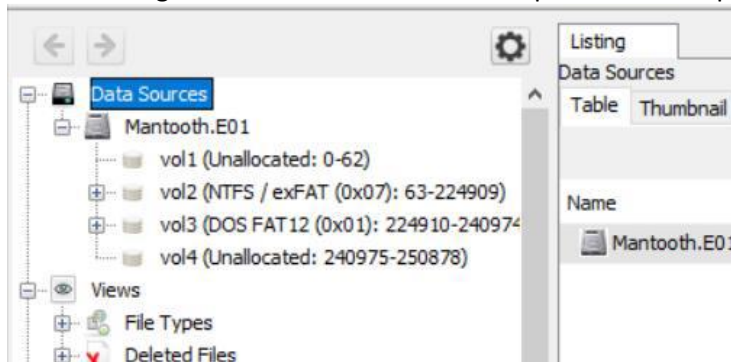 Listing
Data Sources
Data Sources
Table Thumbnail
Mantooth.E01
vol1 (Unallocated: 0-62)
vol2 (NTFS / exFAT (0x07): 63-224909)
Name
vol3 (DOS FAT12 (0x01): 224910-240974
Mantooth.E01
vol4 (Unallocated: 240975-250878)
Views
File Types
Deleted Files